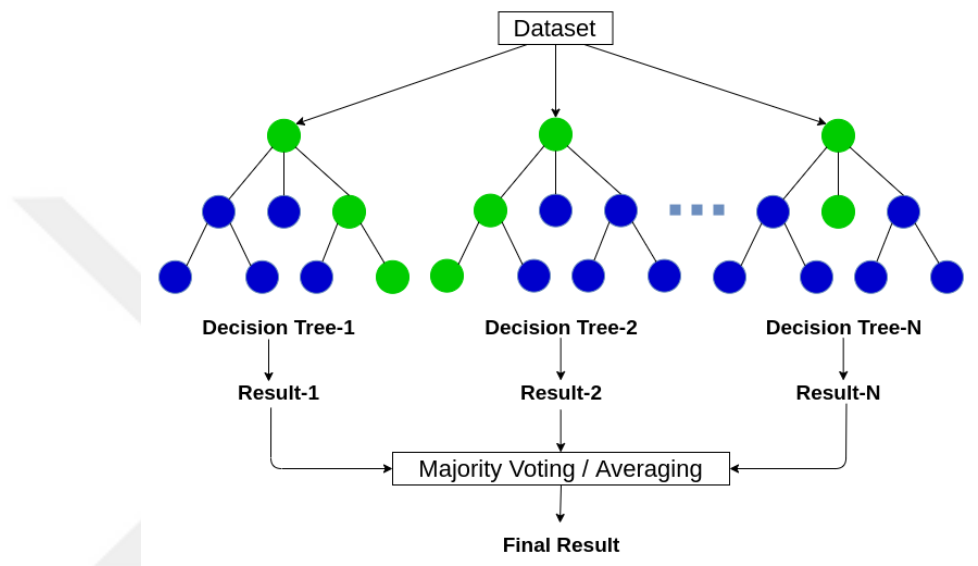 Dataset
Decision Tree-1 Decision Tree-2 Decision Tree-N
Result-1 Result-2 Result-N
Majority Voting / Averaging
Final Result